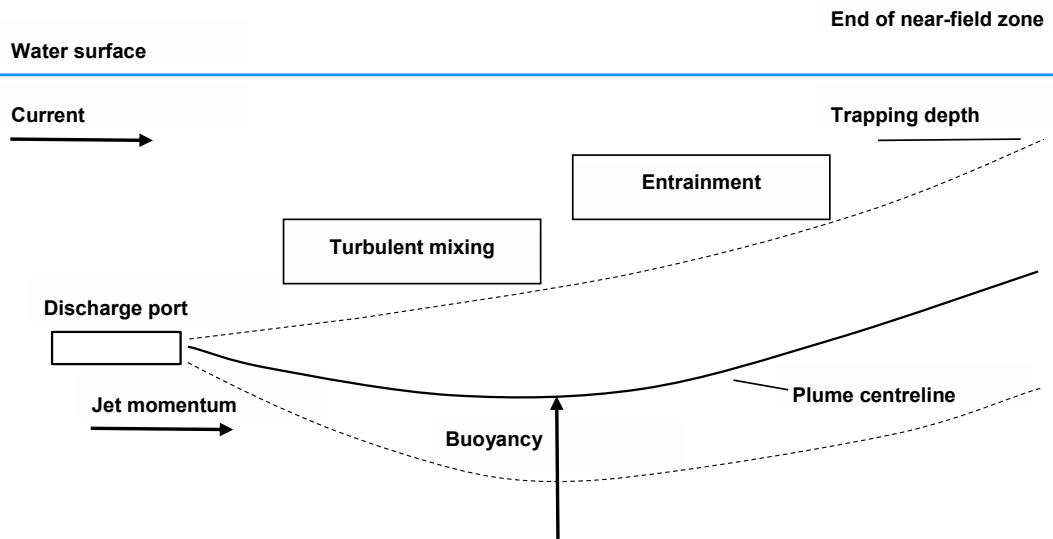 End of near-field zone
Water surface
Current
Trapping depth
Entrainment
Turbulent mixing
Discharge port
Plume centreline
Jet momentum
Buoyancy